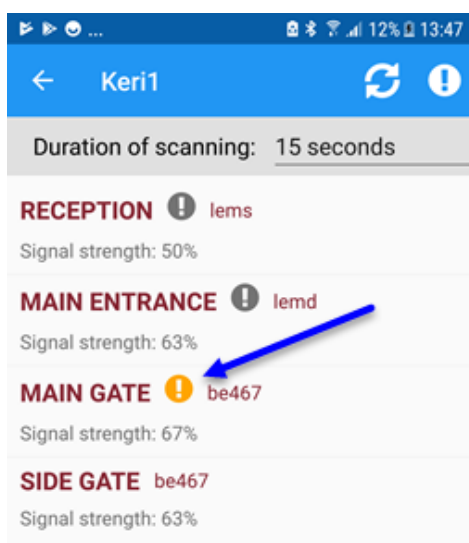 ... 12% 13:47
Keri1
Duration of scanning: 15 seconds
RECEPTION lems
Signal strength: 50%
MAIN ENTRANCE lemd
Signal strength: 63%
MAIN GATE be467
Signal strength: 67%
SIDE GATE be467
Signal strength: 63%